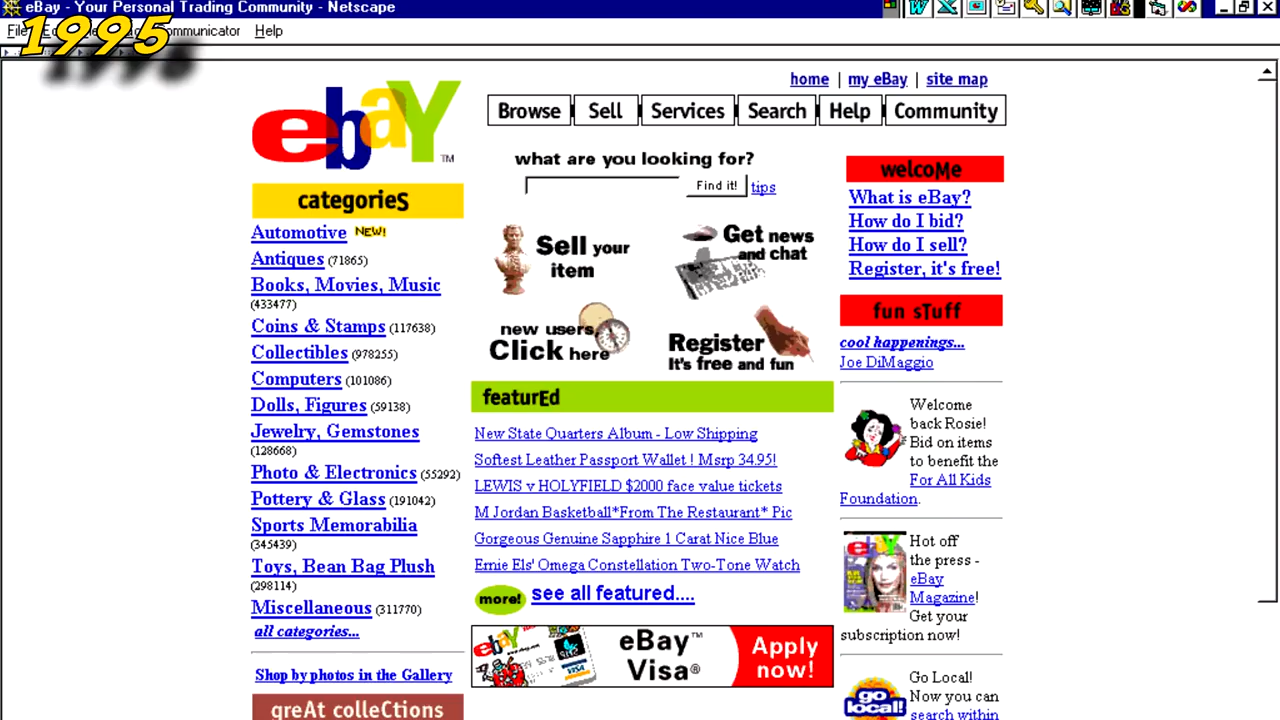 eBay - Your Personal Trading Community - Netscape
1995
Communicator Help
home | my eBay | site map
ebaY™
Browse Sell Services Search Help Community
what are you looking for?
Find it! tips
categorieS
Automotive NEW!
Antiques (71865)
Books, Movies, Music
(433477)
Coins & Stamps (117638)
Collectibles (978255)
Computers (101086)
Dolls, Figures (59138)
Jewelry, Gemstones
(128668)
Photo & Electronics (55292)
Pottery & Glass (191042)
Sports Memorabilia
(345439)
Toys, Bean Bag Plush
(298114)
Miscellaneous (311770)
all categories...
Shop by photos in the Gallery
greAt colleCtions
Sell your
item
Get news
and chat
new users,
Click here
Register
It's free and fun
featurEd
New State Quarters Album - Low Shipping
Softest Leather Passport Wallet ! Msrp 34.95!
LEWIS v HOLYFIELD $2000 face value tickets
M Jordan Basketball*From The Restaurant* Pic
Gorgeous Genuine Sapphire 1 Carat Nice Blue
Ernie Els' Omega Constellation Two-Tone Watch
more! see all featured....
ebaY VISA
eBay™
Visa®
Apply
now!
welcoMe
What is eBay?
How do I bid?
How do I sell?
Register, it's free!
fun sTuff
cool happenings...
Joe DiMaggio
Welcome
back Rosie!
Bid on items
to benefit the
For All Kids
Foundation.
ebaY
Hot off
the press -
eBay
Magazine!
Get your
subscription now!
go
local!
Go Local!
Now you can
search within